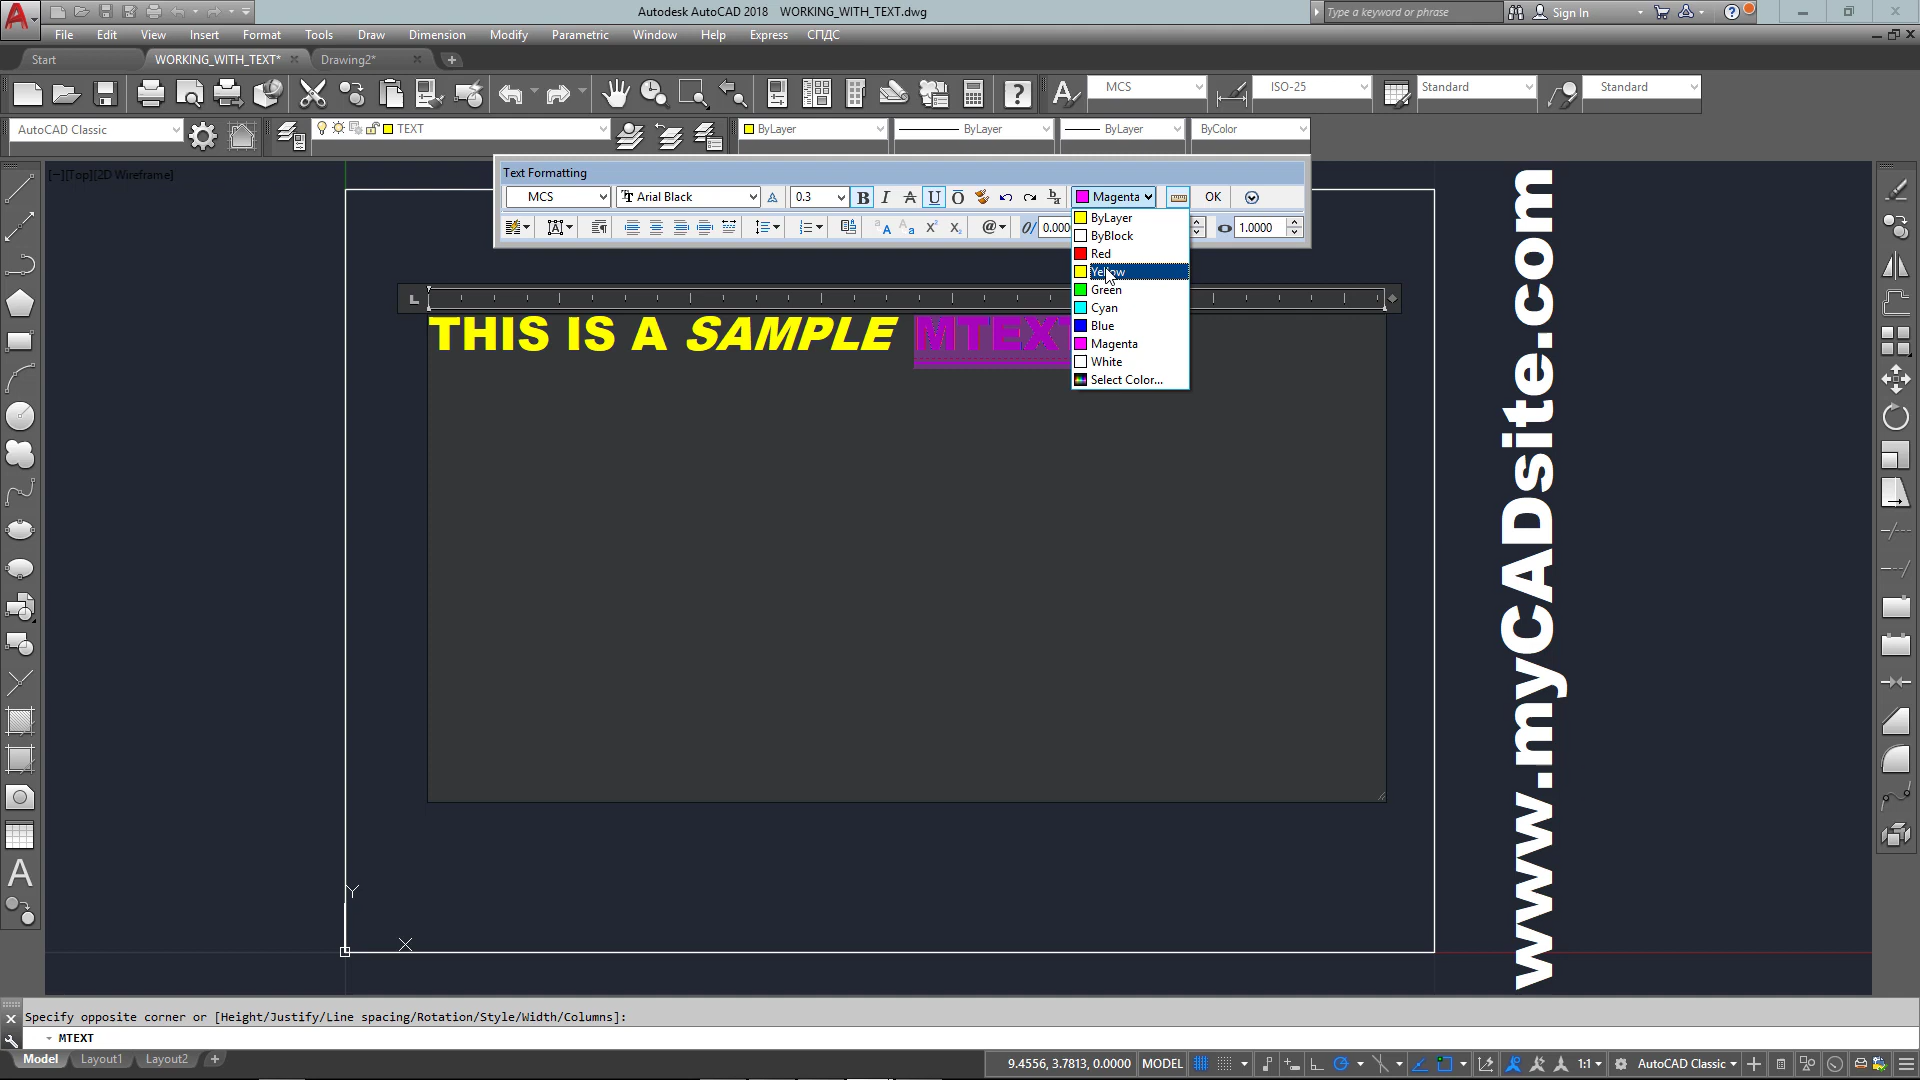 Autodesk AutoCAD 2018 WORKING_WITH_TEXT.dwg
Type a keyword or phrase
Sign In
File Edit View Insert Format Tools Draw Dimension Modify Parametric Window Help Express СПДС
Start WORKING_WITH_TEXT* Drawing2*
MCS ISO-25 Standard Standard
AutoCAD Classic TEXT ByLayer ByLayer ByLayer ByColor
[−][Top][2D Wireframe]
Text Formatting
MCS Arial Black 0.3 B I A U O Magenta OK
@ 0/ 0.000 1.0000
ByLayer
ByBlock
Red
Yellow
Green
Cyan
Blue
Magenta
White
Select Color...
THIS IS A SAMPLE MTEXT
www.myCADsite.com
Y
X
Specify opposite corner or [Height/Justify/Line spacing/Rotation/Style/Width/Columns]:
MTEXT
Model Layout1 Layout2
9.4556, 3.7813, 0.0000 MODEL 1:1 AutoCAD Classic